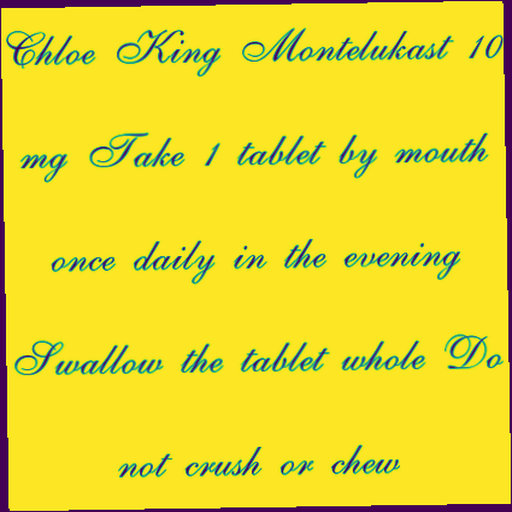 Chloe King Montelukast 10
mg Take 1 tablet by mouth
once daily in the evening
Swallow the tablet whole Do
not crush or chew